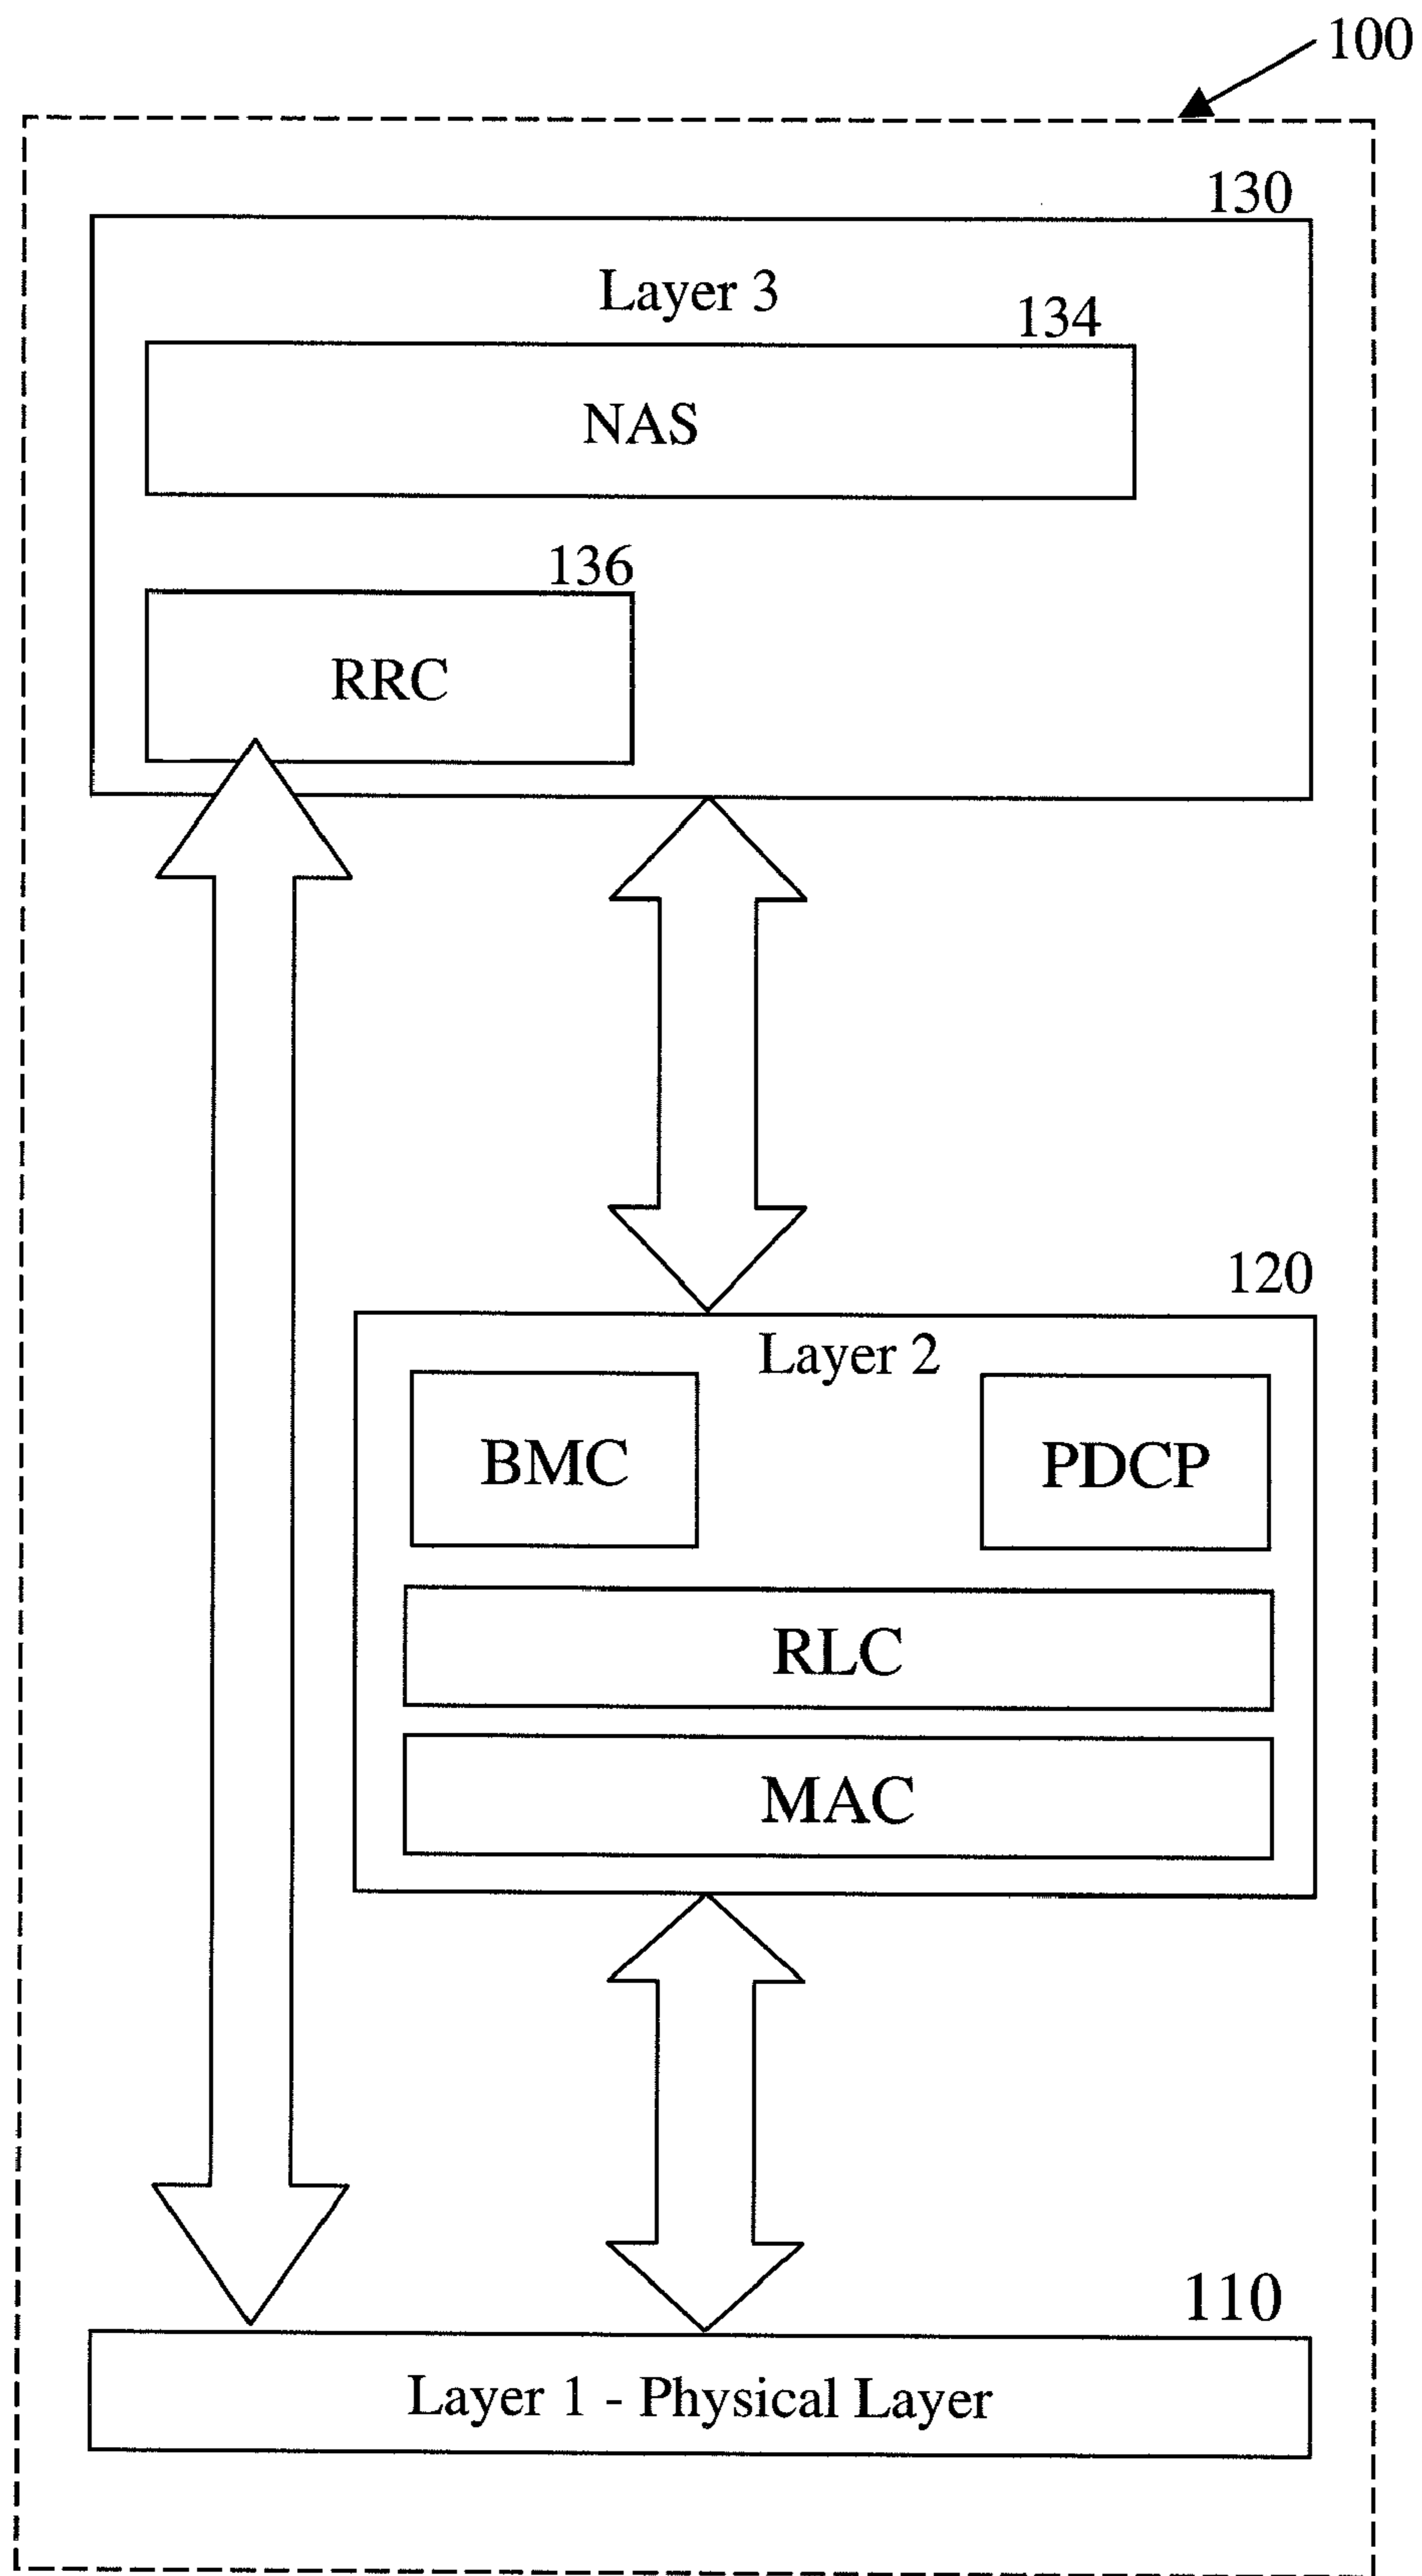 100
130
Layer 3
134
NAS
136
RRC
120
Layer 2
BMC
PDCP
RLC
MAC
110
Layer 1 - Physical Layer